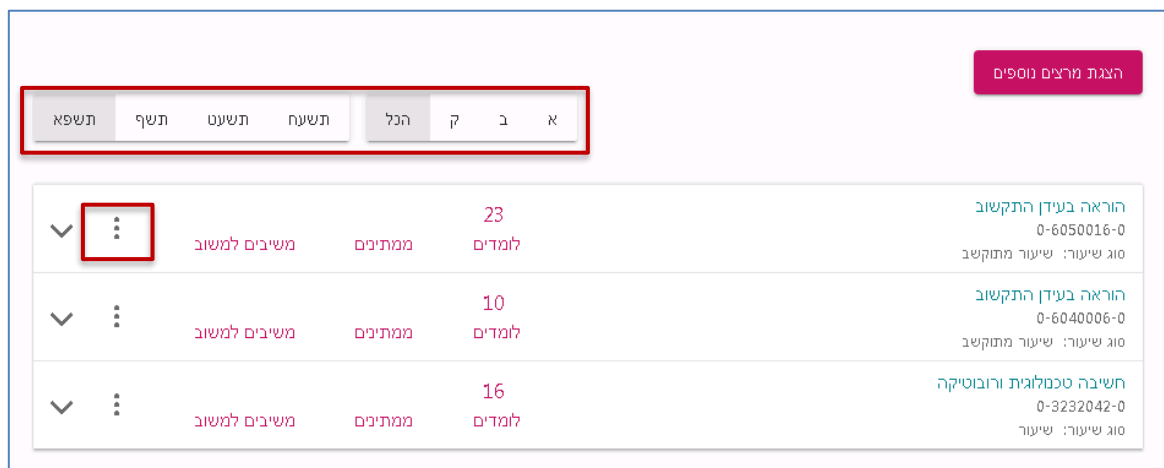 הצגת מרצים נוספים
א ב ק הכל תשעח תשעט תשף תשפא
הוראה בעידן התקשוב
0-6050016-0
סוג שיעור: שיעור מתוקשב
23
לומדים
ממתינים
משיבים למשוב
הוראה בעידן התקשוב
0-6040006-0
סוג שיעור: שיעור מתוקשב
10
לומדים
ממתינים
משיבים למשוב
חשיבה טכנולוגית ורובוטיקה
0-3232042-0
סוג שיעור: שיעור
16
לומדים
ממתינים
משיבים למשוב